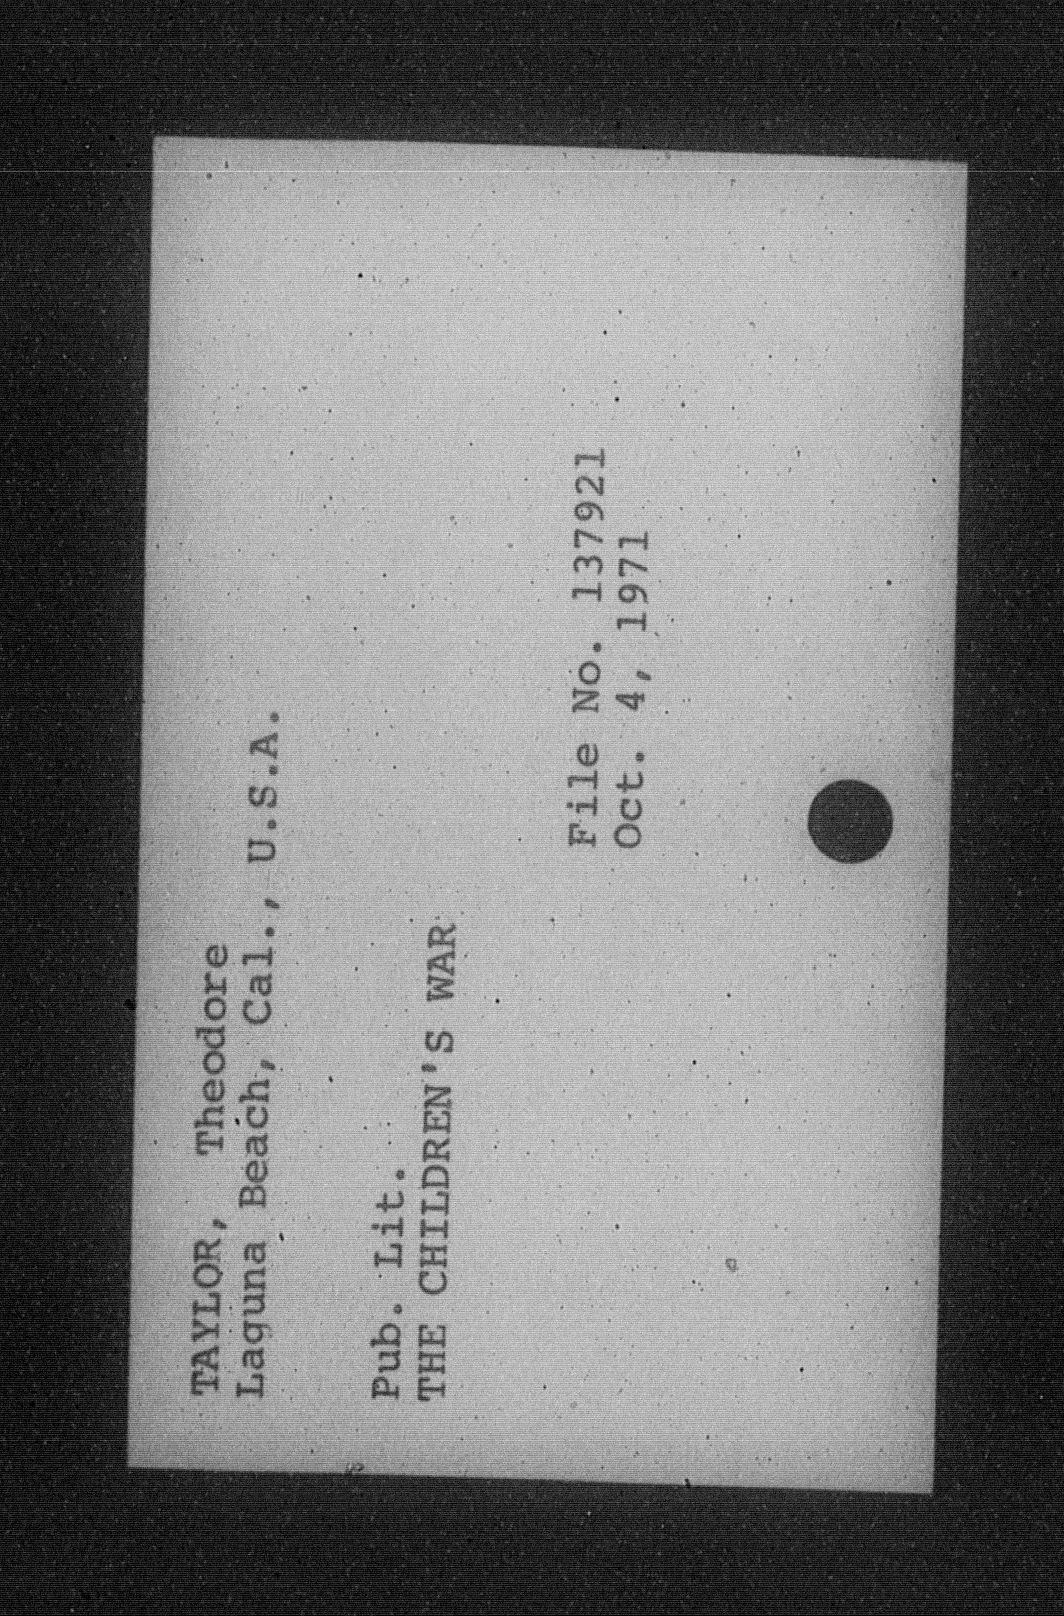 TAYLOR, Theodore
Laguna Beach, Cal., U.S.A.
Pub. Lit.
THE CHILDREN'S WAR
File No. 137921
Oct. 4, 1971